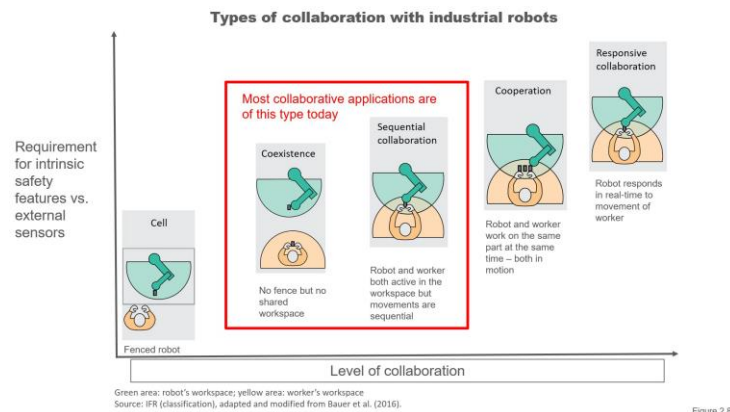 Types of collaboration with industrial robots
Responsive
collaboration
Cooperation
Most collaborative applications are
of this type today
Sequential
collaboration
Coexistence
Requirement
for intrinsic
safety
features vs.
external
sensors
Cell
Robot responds
in real-time to
movement of
worker
Robot and worker
work on the same
part at the same
time – both in
motion
Robot and worker
both active in the
workspace but
movements are
sequential
No fence but no
shared
workspace
Fenced robot
Level of collaboration
Green area: robot's workspace; yellow area: worker's workspace
Source: IFR (classification), adapted and modified from Bauer et al. (2016).
Figure 2.